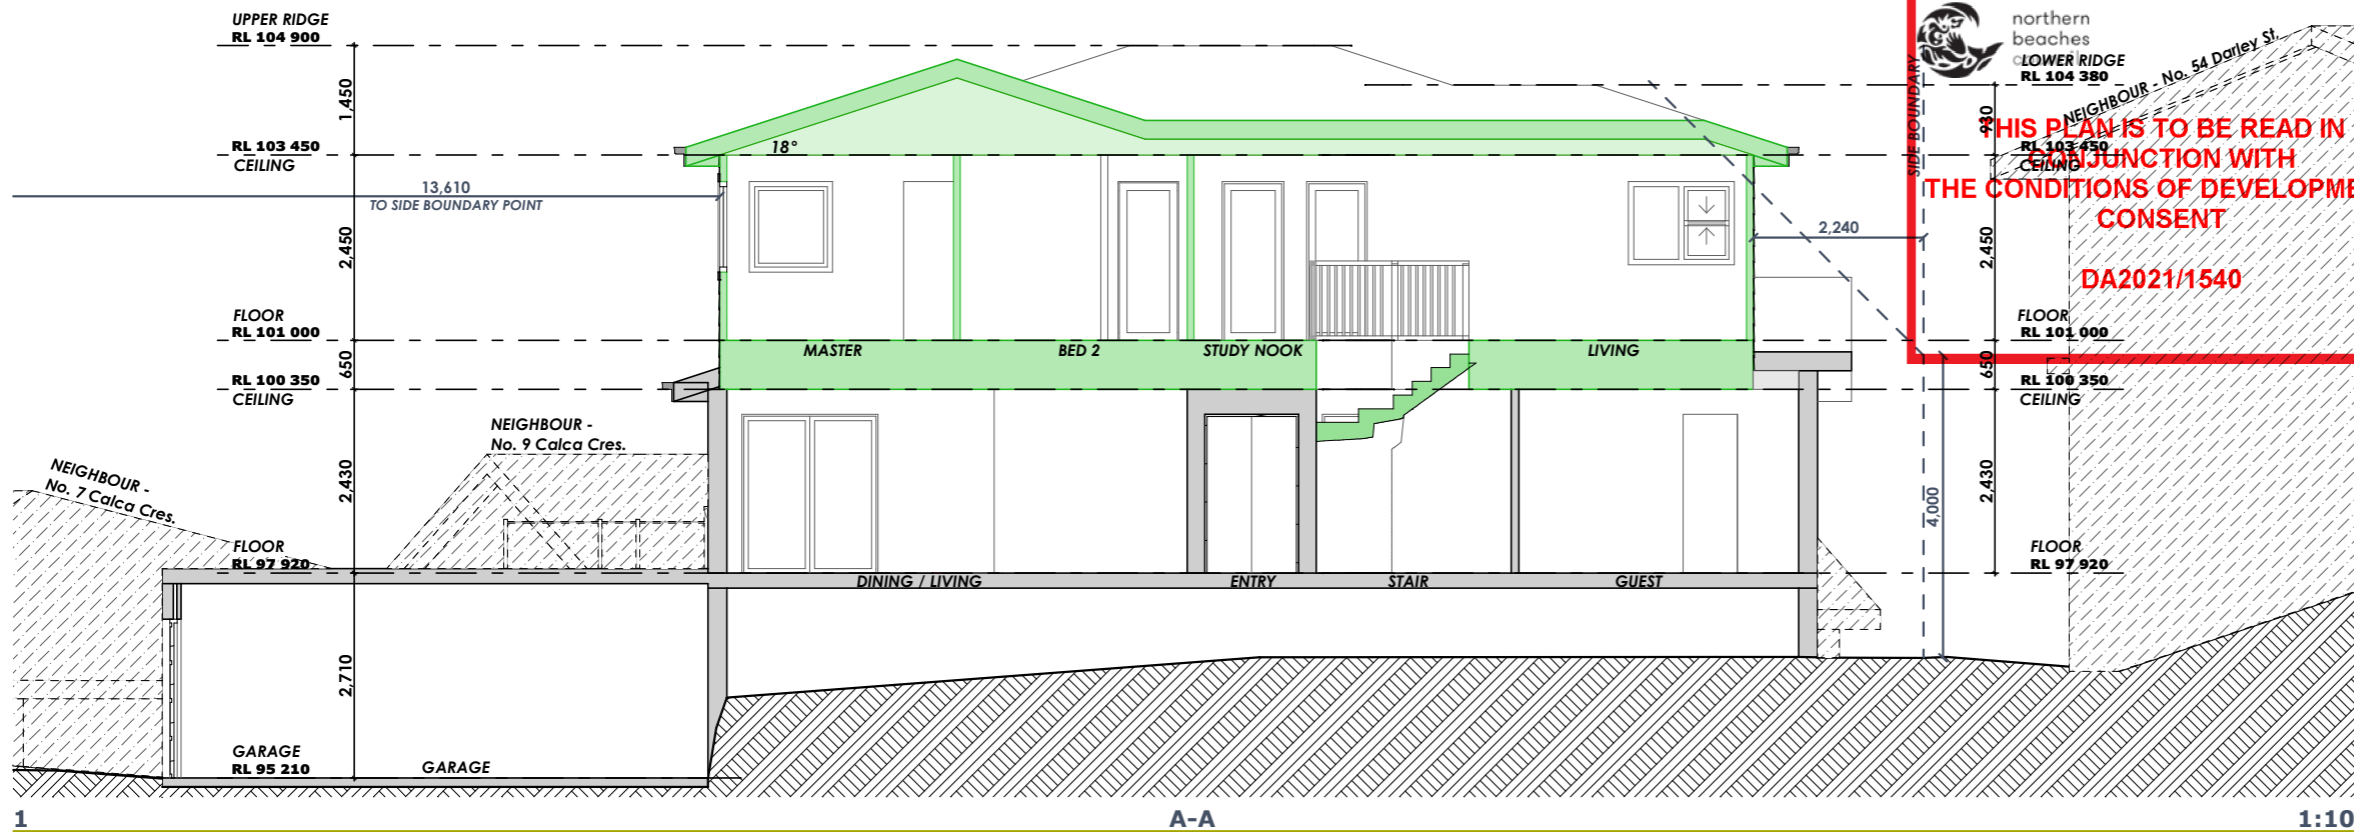 UPPER RIDGE
RL 104 900
1,450
RL 103 450
CEILING
18°
13,610
TO SIDE BOUNDARY POINT
2,450
FLOOR
RL 101 000
650
RL 100 350
CEILING
MASTER
BED 2
STUDY NOOK
LIVING
NEIGHBOUR -
No. 9 Calca Cres.
NEIGHBOUR -
No. 7 Calca Cres.
2,430
FLOOR
RL 97 920
DINING / LIVING
ENTRY
STAIR
GUEST
2,710
GARAGE
RL 95 210
GARAGE
northern
beaches
council
LOWER RIDGE
RL 104 380
SIDE BOUNDARY
NEIGHBOUR - No. 54 Darley St.
930
THIS PLAN IS TO BE READ IN
RL 103 450
CONJUNCTION WITH
CEILING
THE CONDITIONS OF DEVELOPME
CONSENT
2,240
2,450
DA2021/1540
FLOOR
RL 101 000
650
RL 100 350
CEILING
2,430
4,000
FLOOR
RL 97 920
1
A-A
1:10